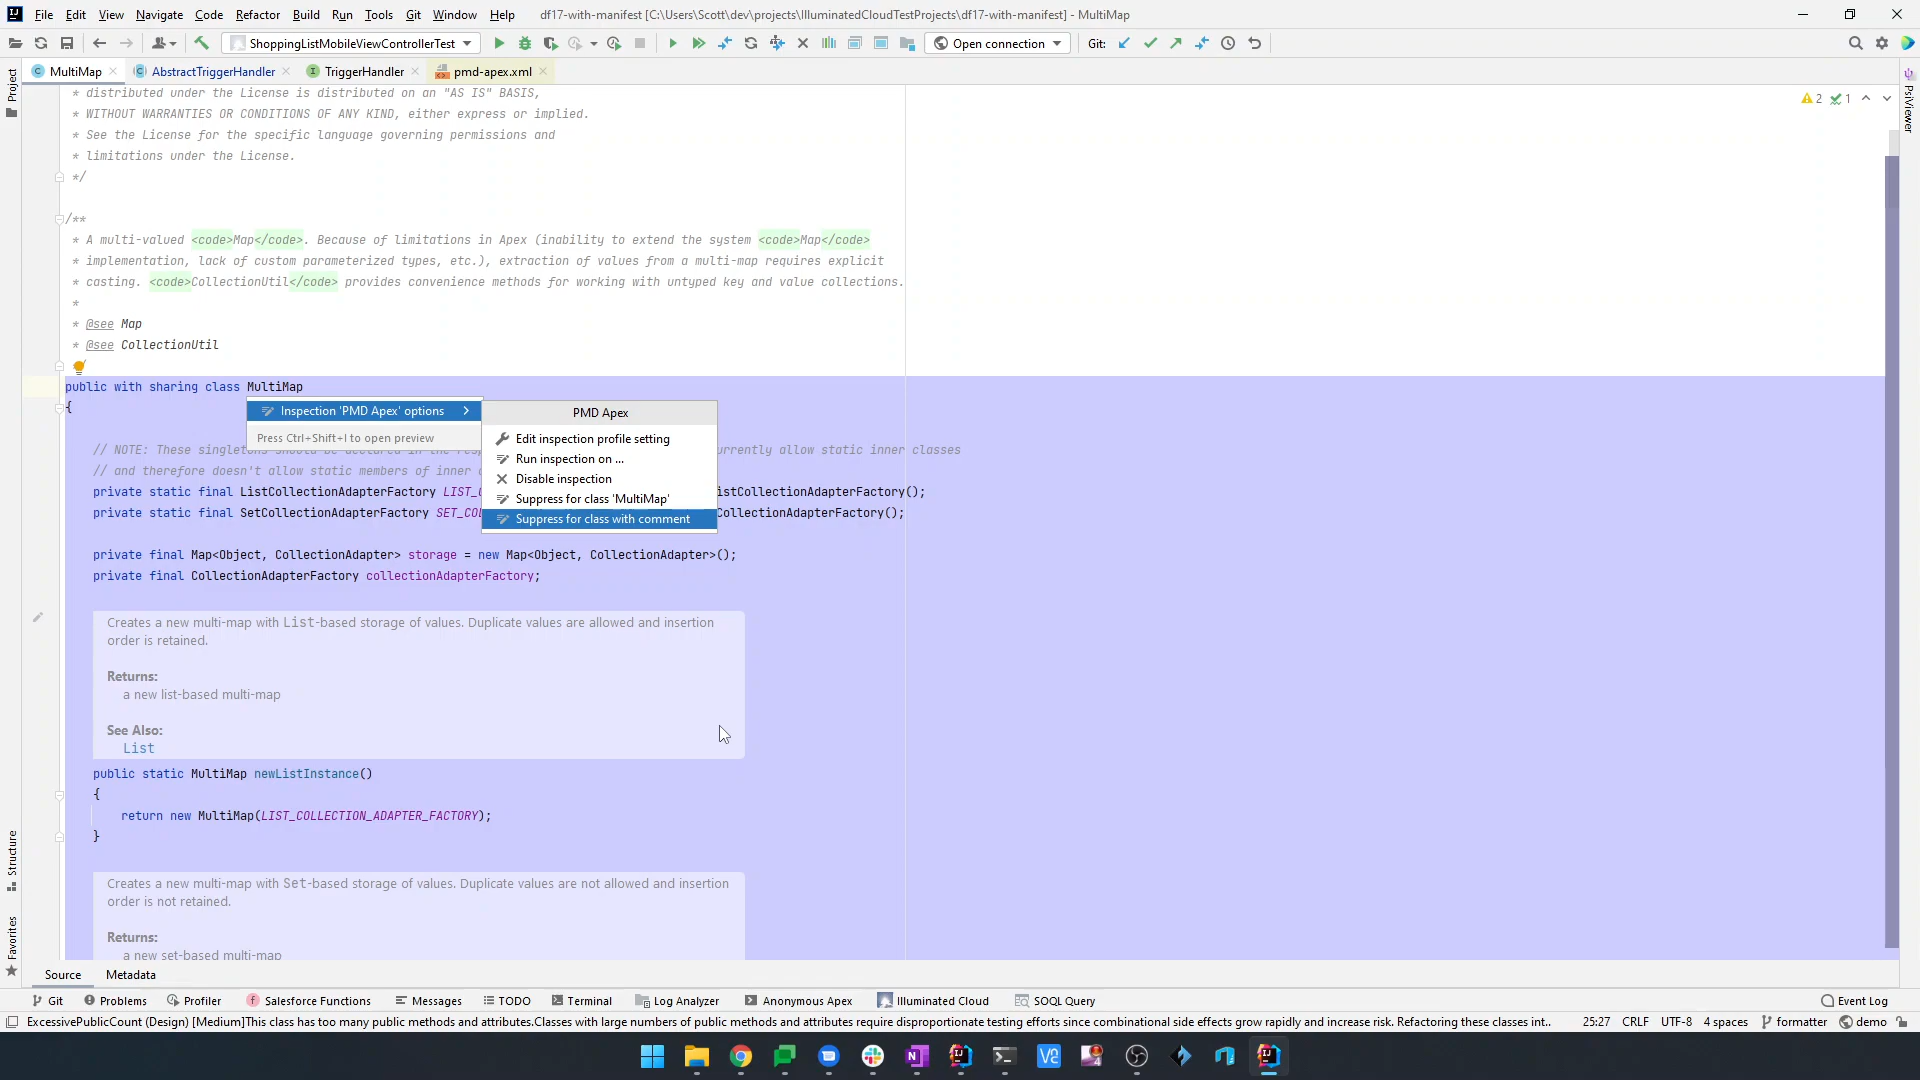 File Edit View Navigate Code Refactor Build Run Tools Git Window Help df17-with-manifest [C:\Users\Scott\dev\projects\IlluminatedCloudTestProjects\df17-with-manifest] - MultiMap
ShoppingListMobileViewControllerTest Open connection Git:
MultiMap AbstractTriggerHandler TriggerHandler pmd-apex.xml
Project
PsiViewer
2 1
* distributed under the License is distributed on an "AS IS" BASIS,
* WITHOUT WARRANTIES OR CONDITIONS OF ANY KIND, either express or implied.
* See the License for the specific language governing permissions and
* limitations under the License.
*/
/**
* A multi-valued <code>Map</code>. Because of limitations in Apex (inability to extend the system <code>Map</code>
* implementation, lack of custom parameterized types, etc.), extraction of values from a multi-map requires explicit
* casting. <code>CollectionUtil</code> provides convenience methods for working with untyped key and value collections.
*
* @see Map
* @see CollectionUtil
public with sharing class MultiMap
{
Inspection 'PMD Apex' options
Press Ctrl+Shift+I to open preview
PMD Apex
Edit inspection profile setting
Run inspection on ...
Disable inspection
Suppress for class 'MultiMap'
Suppress for class with comment
// NOTE: These singletons should be declared in the resp urrently allow static inner classes
// and therefore doesn't allow static members of inner c
private static final ListCollectionAdapterFactory LIST_C istCollectionAdapterFactory();
private static final SetCollectionAdapterFactory SET_COL CollectionAdapterFactory();
private final Map<Object, CollectionAdapter> storage = new Map<Object, CollectionAdapter>();
private final CollectionAdapterFactory collectionAdapterFactory;
Creates a new multi-map with List-based storage of values. Duplicate values are allowed and insertion
order is retained.
Returns:
a new list-based multi-map
See Also:
List
public static MultiMap newListInstance()
{
return new MultiMap(LIST_COLLECTION_ADAPTER_FACTORY);
}
Creates a new multi-map with Set-based storage of values. Duplicate values are not allowed and insertion
order is not retained.
Returns:
a new set-based multi-map
Structure
Favorites
Source Metadata
Git Problems Profiler Salesforce Functions Messages TODO Terminal Log Analyzer Anonymous Apex Illuminated Cloud SOQL Query Event Log
ExcessivePublicCount (Design) [Medium]This class has too many public methods and attributes.Classes with large numbers of public methods and attributes require disproportionate testing efforts since combinational side effects grow rapidly and increase risk. Refactoring these classes int.. 25:27 CRLF UTF-8 4 spaces formatter demo